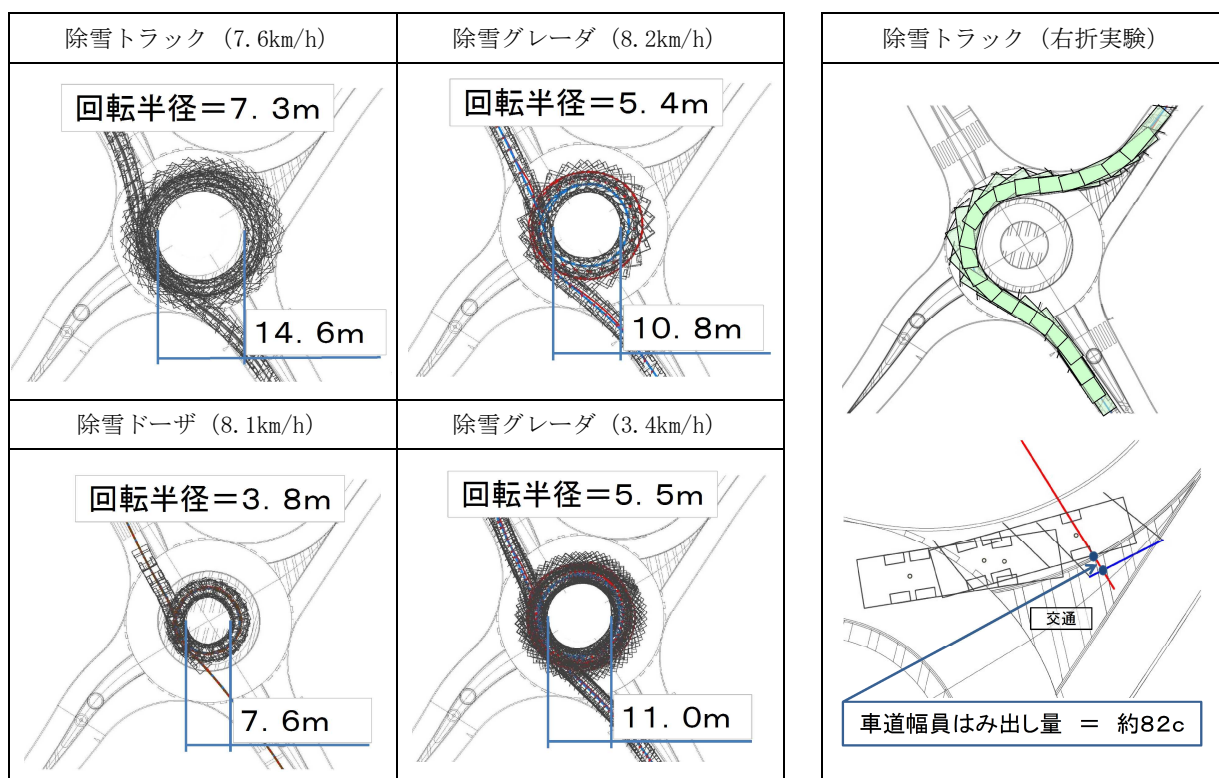 除雪トラック (7.6km/h)
回転半径=7. 3m
14. 6m
除雪グレーダ (8.2km/h)
回転半径=5. 4m
10. 8m
除雪ドーザ (8.1km/h)
回転半径=3. 8m
7. 6m
除雪グレーダ (3.4km/h)
回転半径=5. 5m
11. 0m
除雪トラック (右折実験)
交通
車道幅員はみ出し量 = 約82c